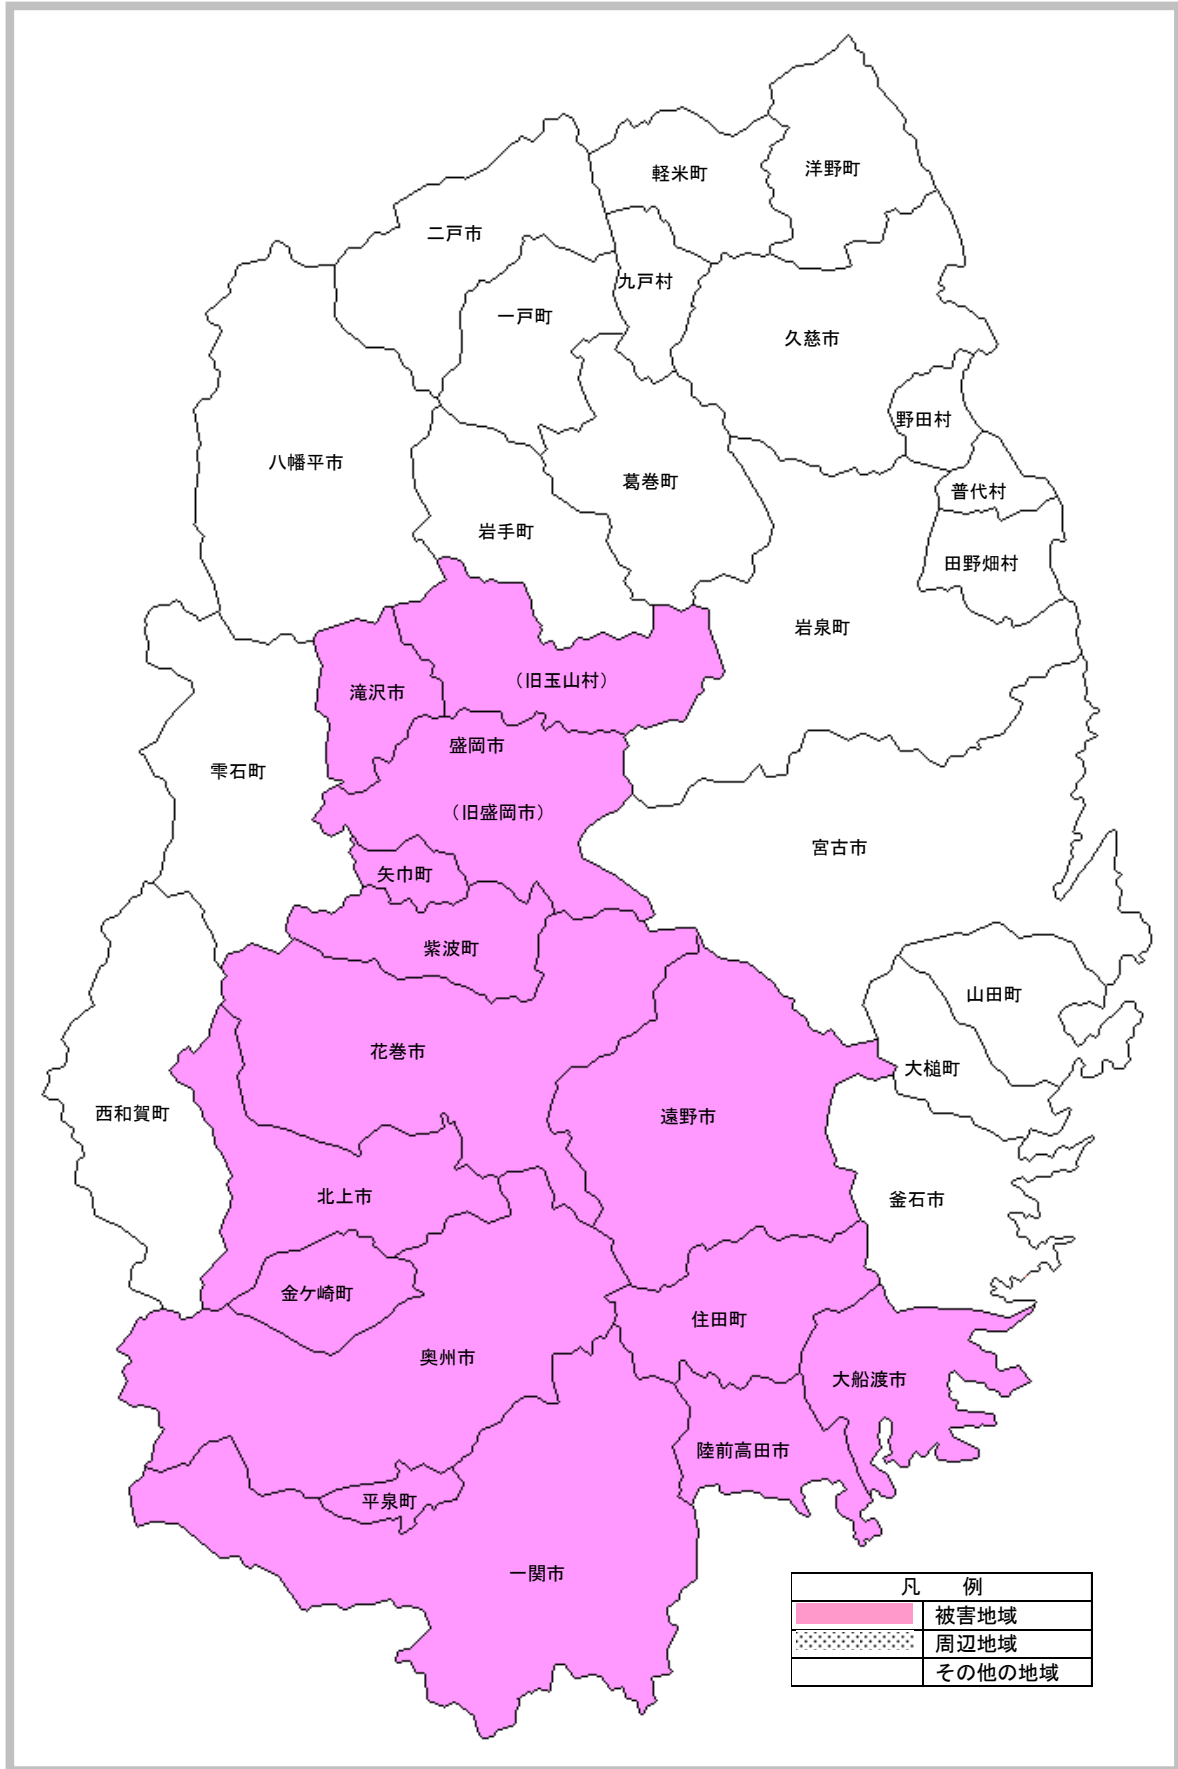 洋野町
軽米町
二戸市
九戸村
一戸町
久慈市
野田村
八幡平市
葛巻町
普代村
岩手町
田野畑村
岩泉町
(旧玉山村)
滝沢市
盛岡市
雫石町
(旧盛岡市)
宮古市
矢巾町
紫波町
山田町
花巻市
大槌町
西和賀町
遠野市
北上市
釜石市
金ケ崎町
住田町
奥州市
大船渡市
陸前高田市
平泉町
一関市
凡 例
被害地域
周辺地域
その他の地域